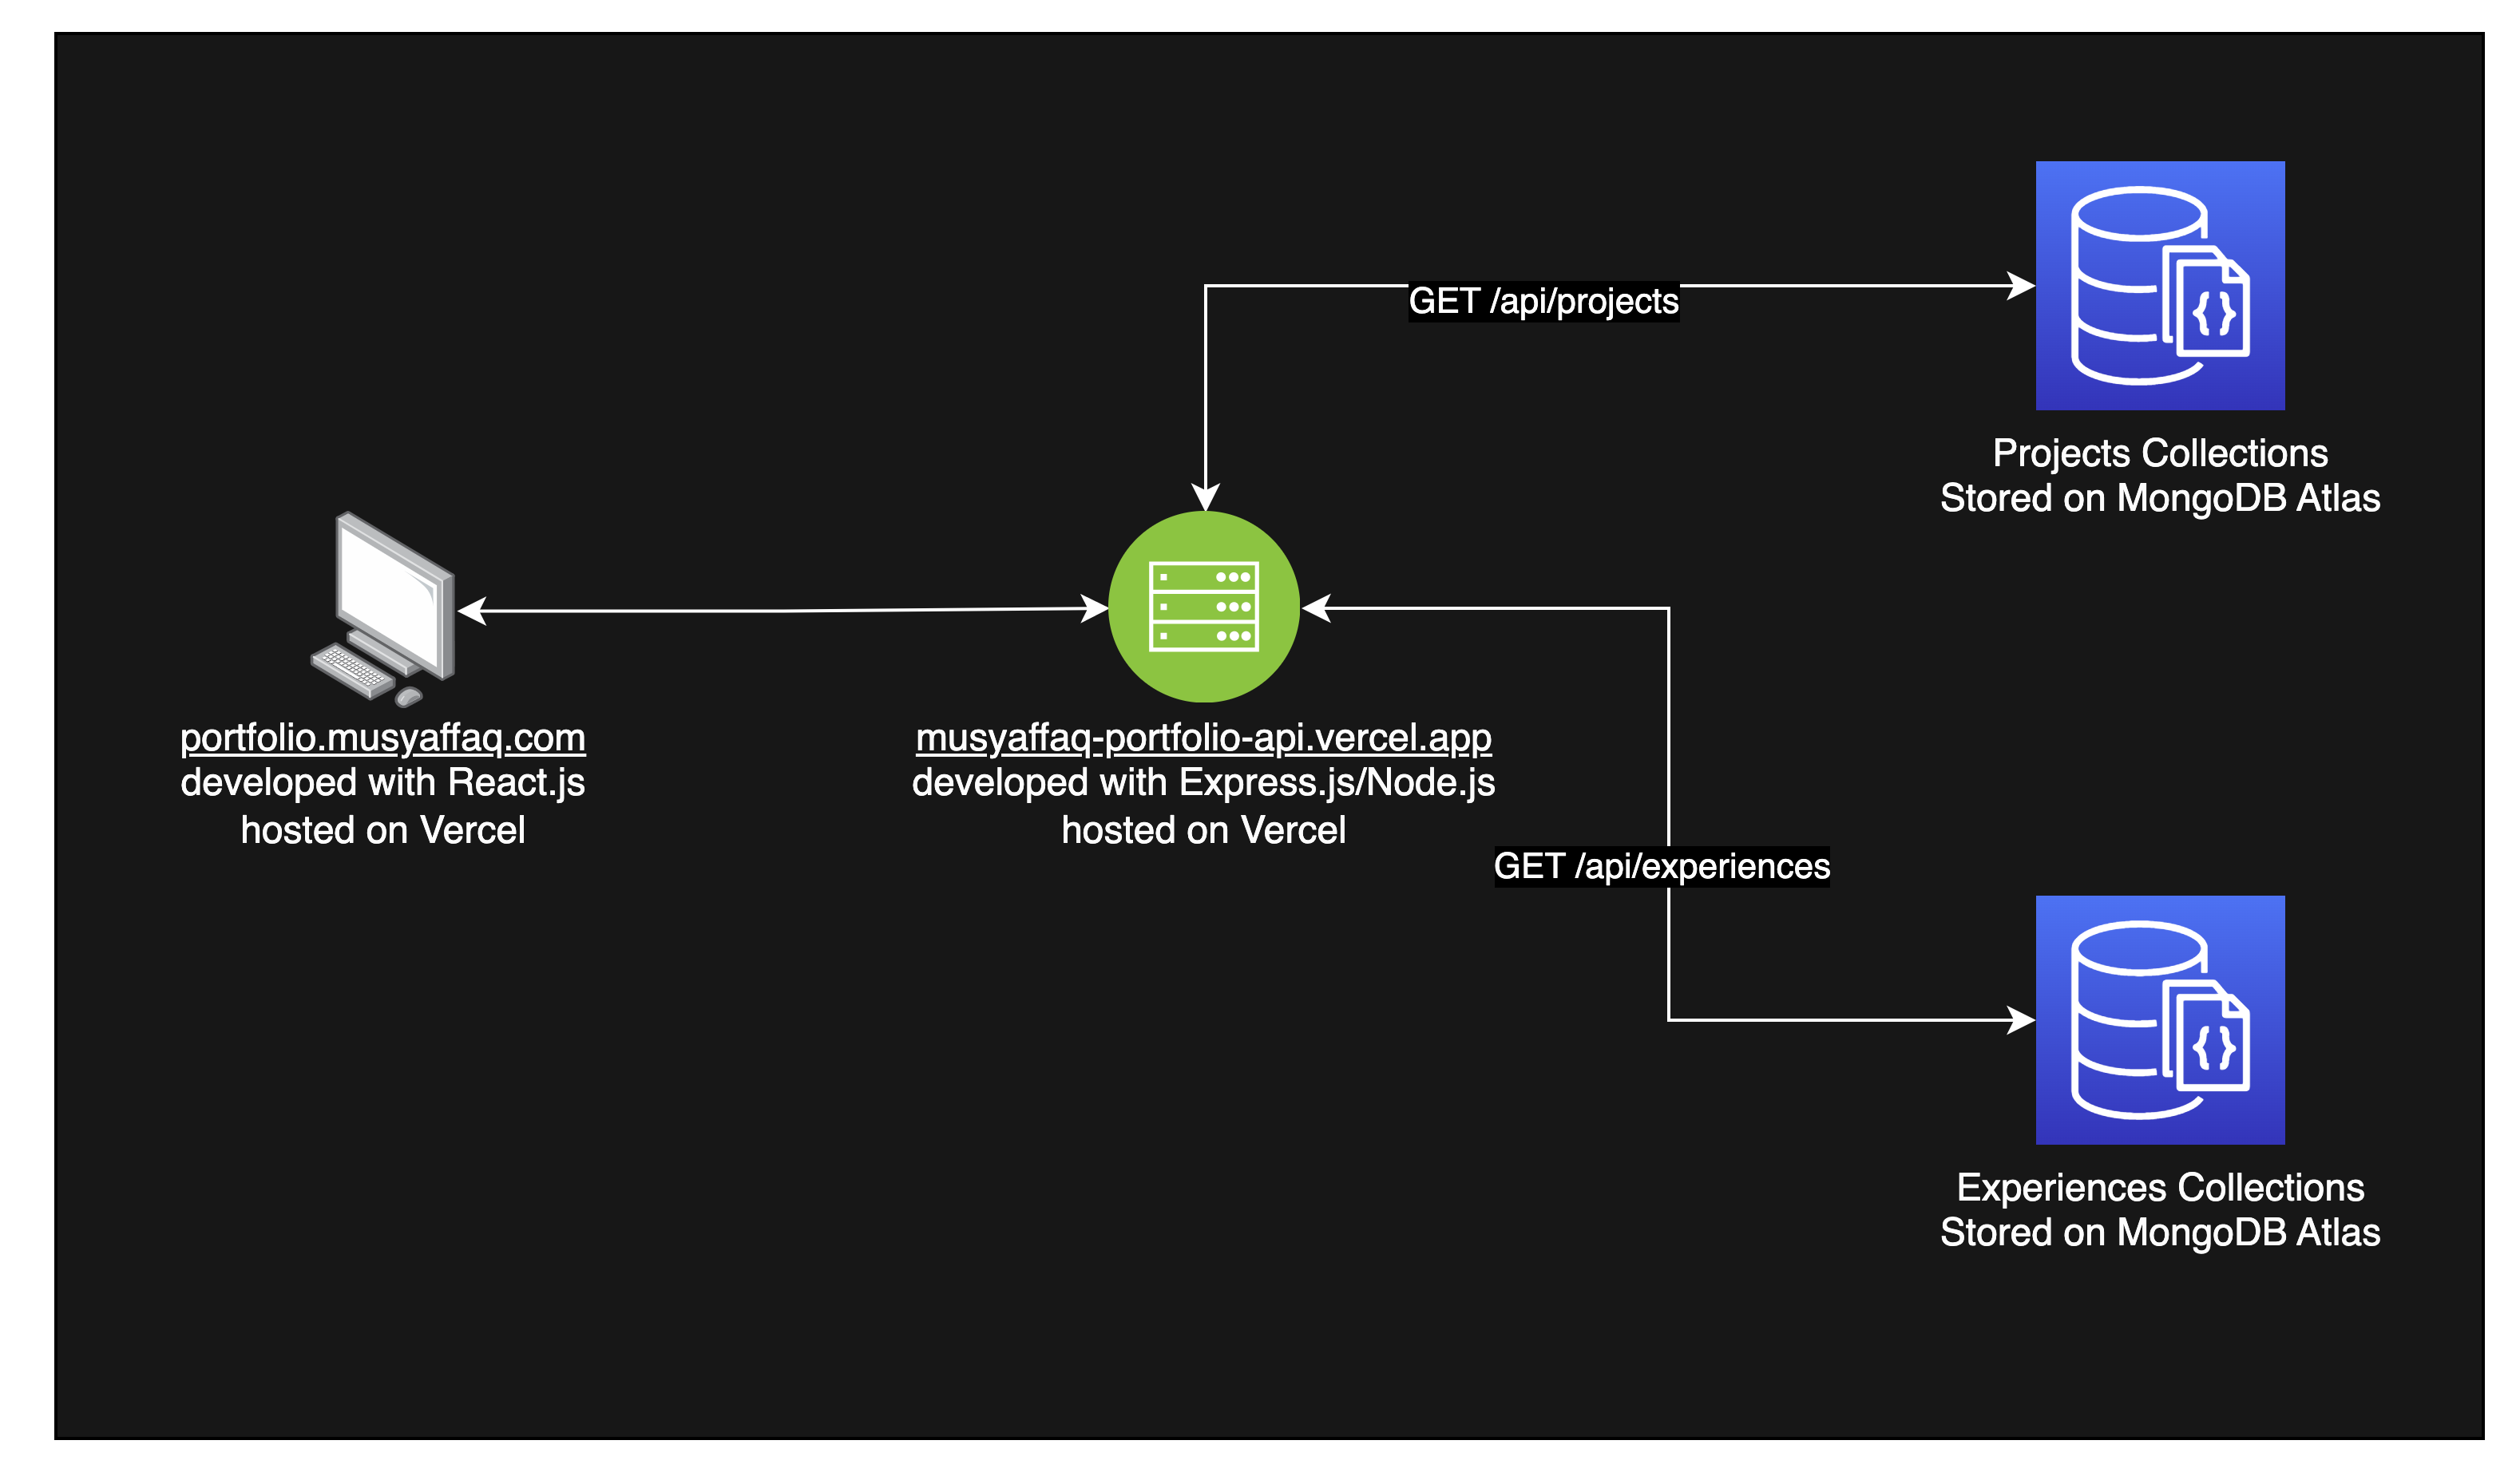 GET /api/projects
Projects Collections
Stored on MongoDB Atlas
portfolio.musyaffaq.com
developed with React.js
hosted on Vercel
musyaffaq-portfolio-api.vercel.app
developed with Express.js/Node.js
hosted on Vercel
GET /api/experiences
Experiences Collections
Stored on MongoDB Atlas